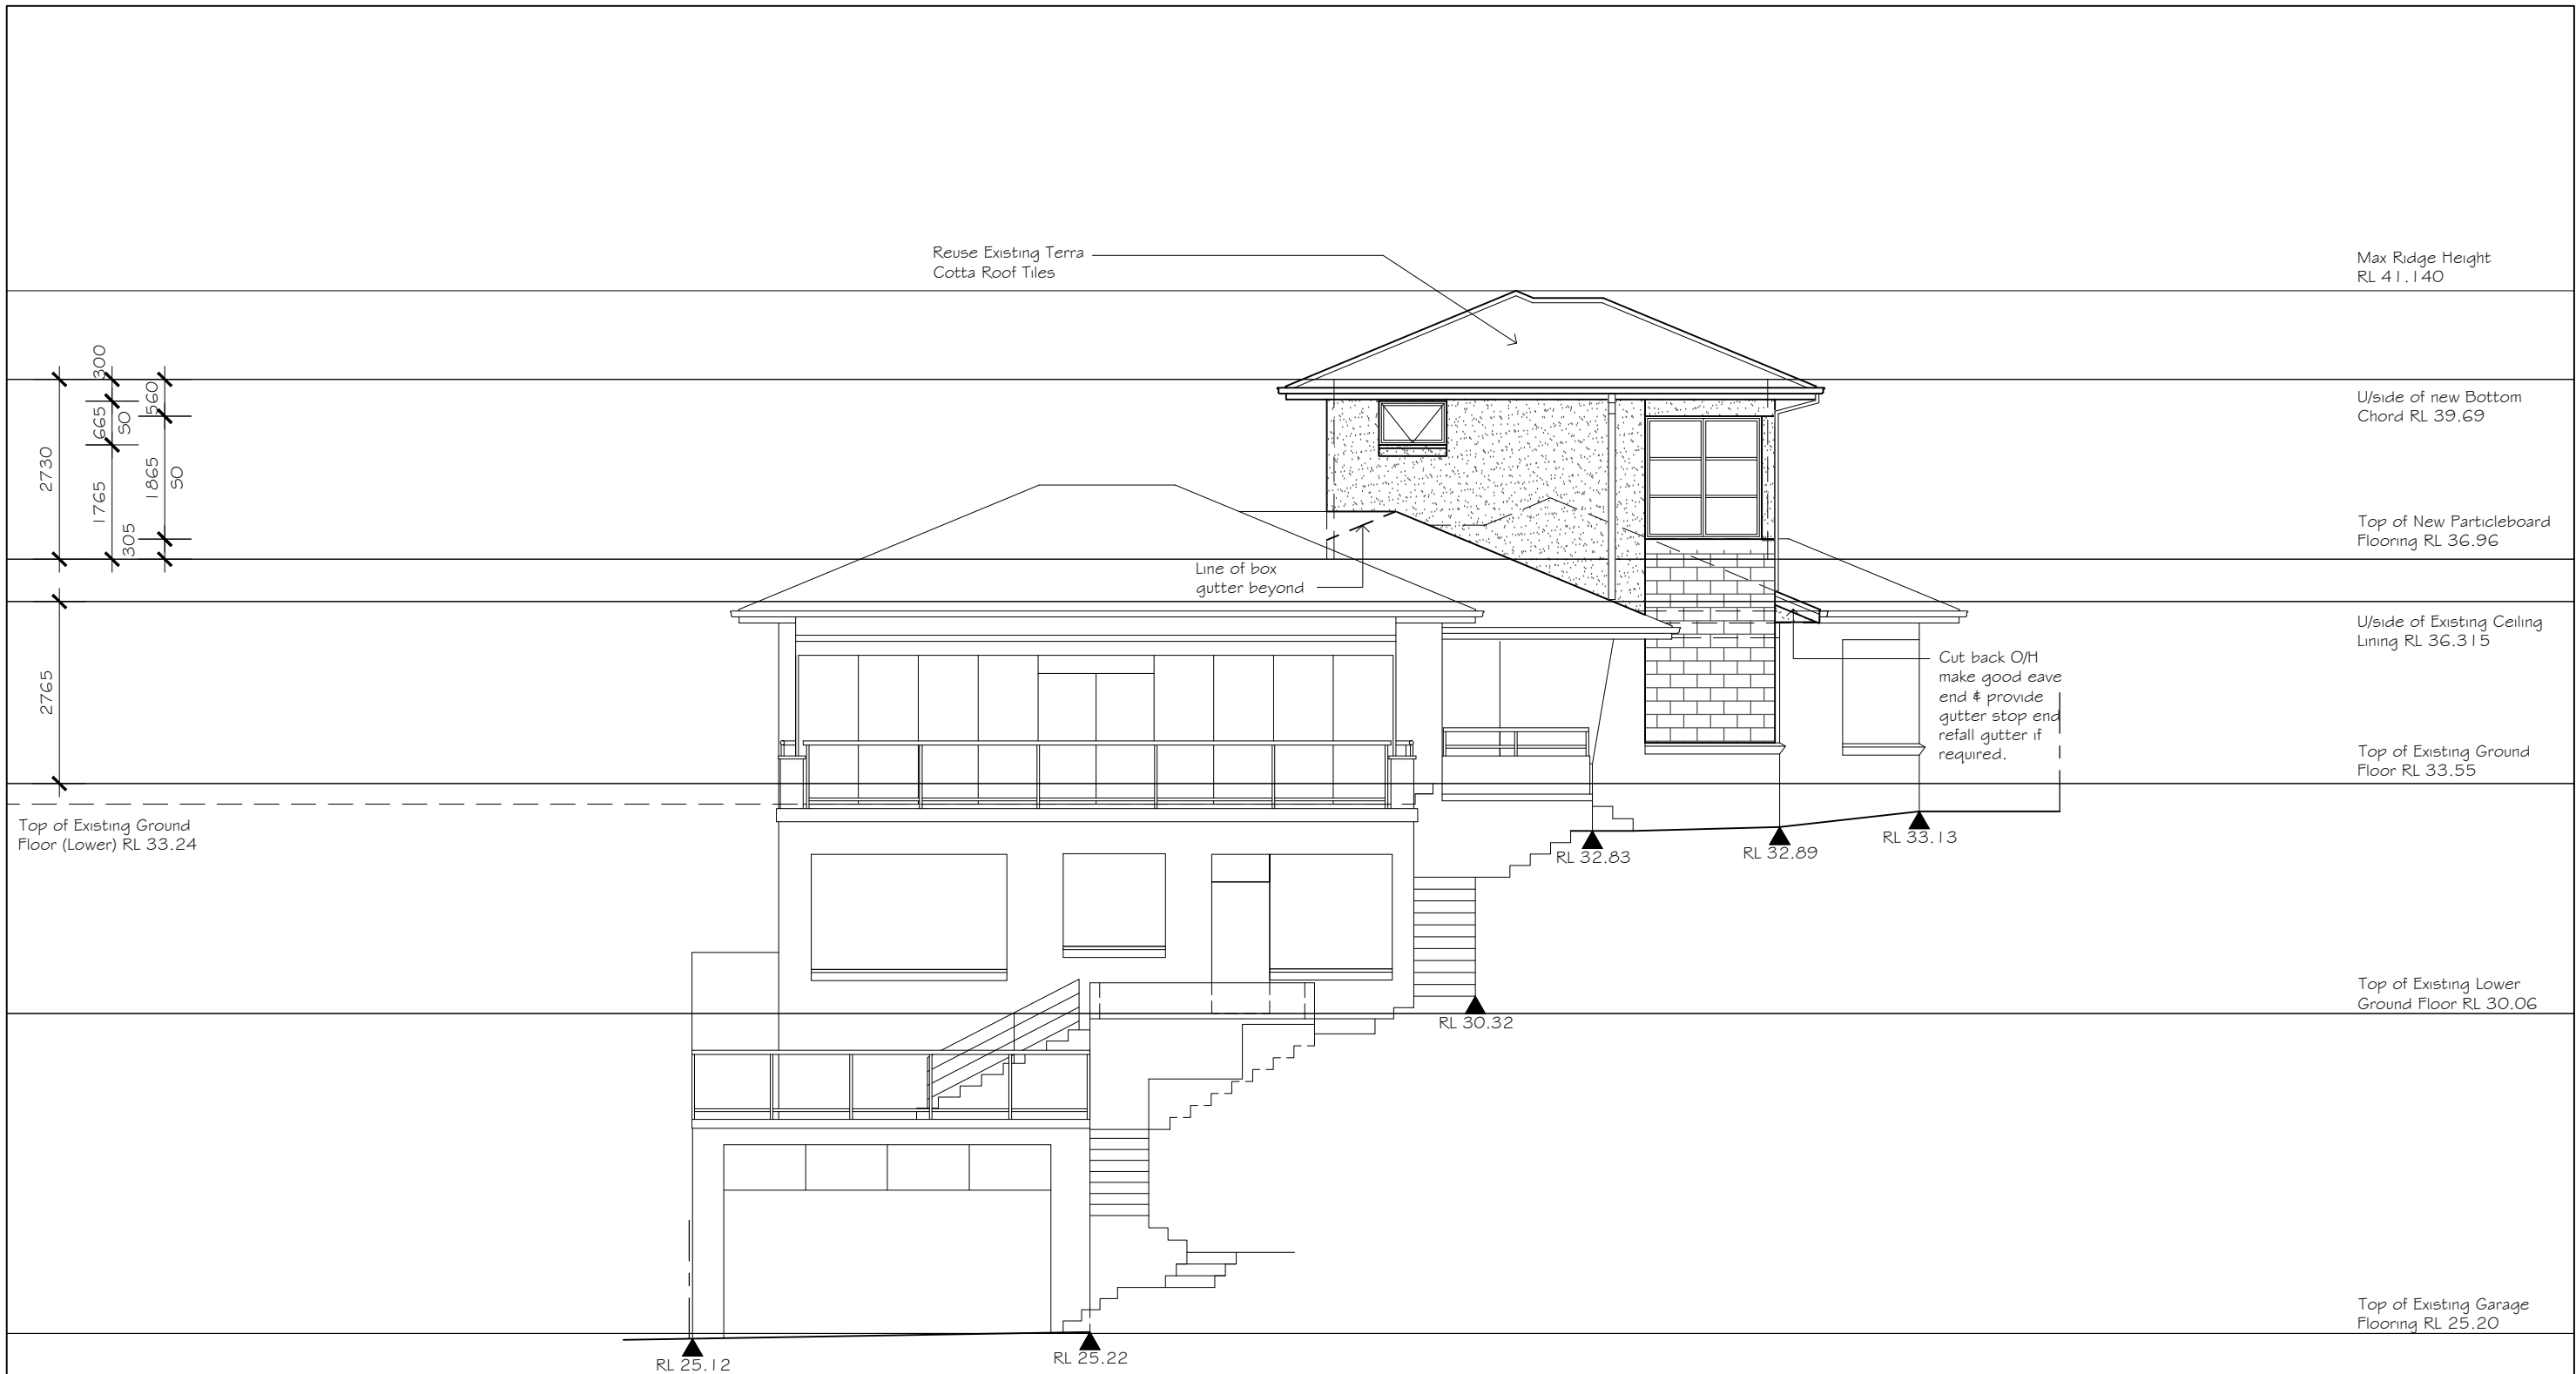 Reuse Existing Terra
Cotta Roof Tiles
Max Ridge Height
RL 41.140
300
665
50
1765
305
560
1865
50
2730
U/side of new Bottom
Chord RL 39.69
Top of New Particleboard
Flooring RL 36.96
Line of box
gutter beyond
U/side of Existing Ceiling
Lining RL 36.315
2765
Cut back O/H
make good eave
end & provide
gutter stop end
refall gutter if
required.
Top of Existing Ground
Floor RL 33.55
Top of Existing Ground
Floor (Lower) RL 33.24
RL 32.83
RL 32.89
RL 33.13
Top of Existing Lower
Ground Floor RL 30.06
RL 30.32
Top of Existing Garage
Flooring RL 25.20
RL 25.12
RL 25.22